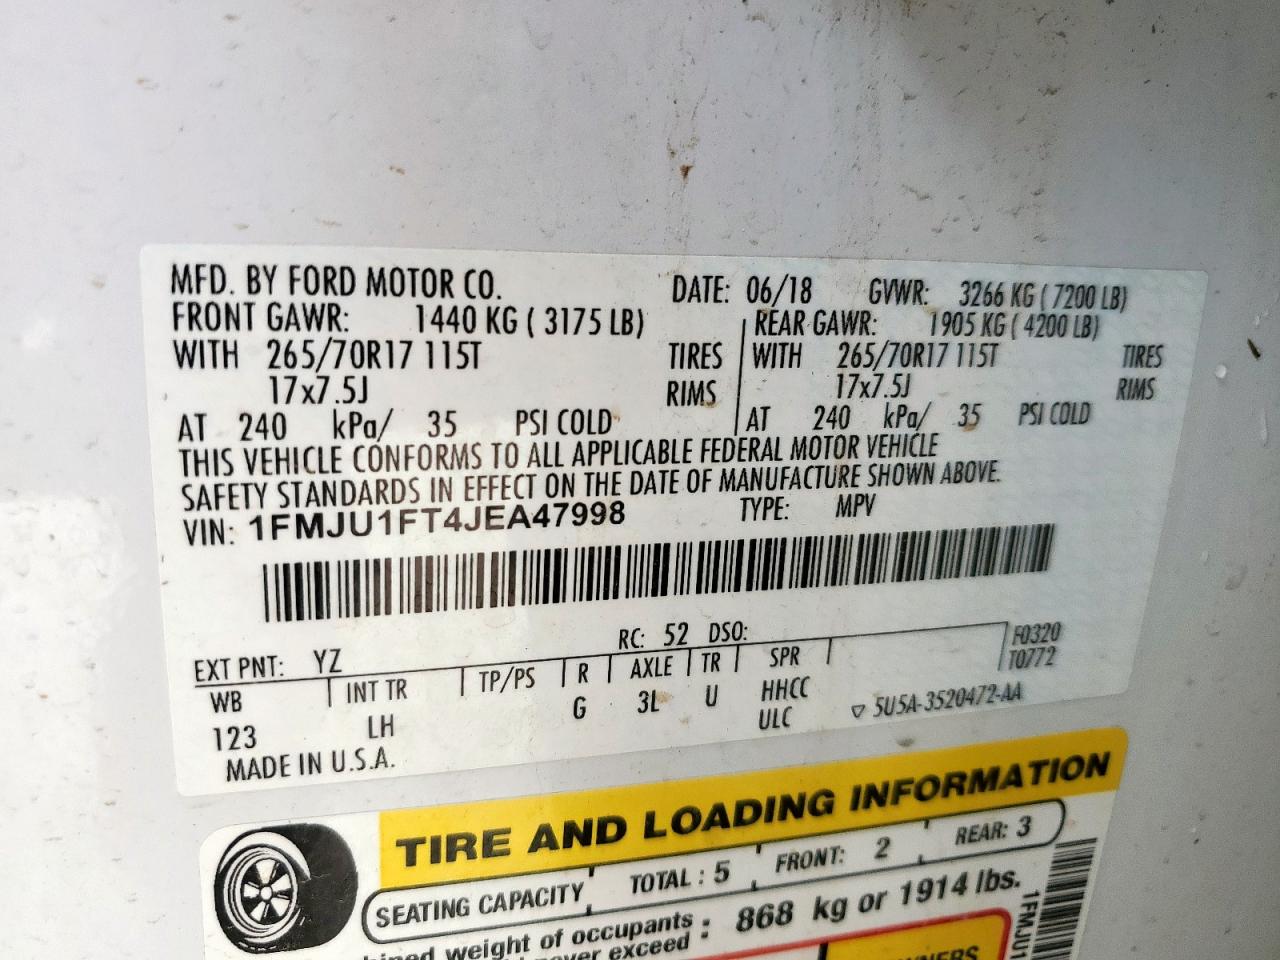 MFD. BY FORD MOTOR CO. DATE: 06/18 GVWR: 3266 KG ( 7200 LB)
FRONT GAWR: 1440 KG ( 3175 LB) REAR GAWR: 1905 KG ( 4200 LB)
WITH 265/70R17 115T TIRES WITH 265/70R17 115T TIRES
17x7.5J RIMS 17x7.5J RIMS
AT 240 kPa/ 35 PSI COLD AT 240 kPa/ 35 PSI COLD
THIS VEHICLE CONFORMS TO ALL APPLICABLE FEDERAL MOTOR VEHICLE
SAFETY STANDARDS IN EFFECT ON THE DATE OF MANUFACTURE SHOWN ABOVE.
VIN: 1FMJU1FT4JEA47998 TYPE: MPV
EXT PNT: YZ RC: 52 DSO: F0320
WB INT TR TP/PS R AXLE TR SPR T0772
123 LH G 3L U HHCC
ULC ▽ 5U5A-3520472-AA
MADE IN U.S.A.
TIRE AND LOADING INFORMATION
SEATING CAPACITY TOTAL : 5 FRONT: 2 REAR: 3
weight of occupants : 868 kg or 1914 lbs.
never exceed
1FMJU1